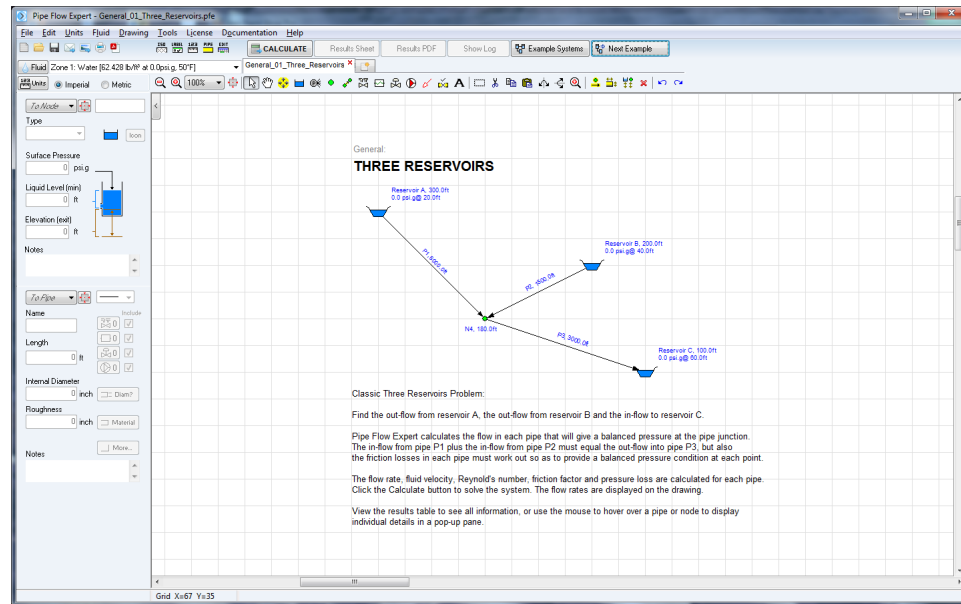 Pipe Flow Expert - General_01_Three_Reservoirs.pfe
File Edit Units Fluid Drawing Tools License Documentation Help
CALCULATE Results Sheet Results PDF Show Log Example Systems Next Example
Fluid Zone 1: Water [62.428 lb/ft³ at 0.0psi.g, 50°F] General_01_Three_Reservoirs
Units Imperial Metric 100%
To Node
Type
Icon
Surface Pressure
0 psi.g
Liquid Level (min)
0 ft
Elevation (exit)
0 ft
Notes
To Pipe
Name Include
0
Length 0
0 ft 0
0
Internal Diameter
0 inch Diam?
Roughness
0 inch Material
Notes More...
General:
THREE RESERVOIRS
Reservoir A, 300.0ft
0.0 psi.g@ 20.0ft
Reservoir B, 200.0ft
0.0 psi.g@ 40.0ft
P2, 1500.0ft
N4, 180.0ft
P3, 3000.0ft
Reservoir C, 100.0ft
0.0 psi.g@ 60.0ft
Classic Three Reservoirs Problem:
Find the out-flow from reservoir A, the out-flow from reservoir B and the in-flow to reservoir C.
Pipe Flow Expert calculates the flow in each pipe that will give a balanced pressure at the pipe junction.
The in-flow from pipe P1 plus the in-flow from pipe P2 must equal the out-flow into pipe P3, but also
the friction losses in each pipe must work out so as to provide a balanced pressure condition at each point.
The flow rate, fluid velocity, Reynold's number, friction factor and pressure loss are calculated for each pipe.
Click the Calculate button to solve the system. The flow rates are displayed on the drawing.
View the results table to see all information, or use the mouse to hover over a pipe or node to display
individual details in a pop-up pane.
Grid X=67 Y=35